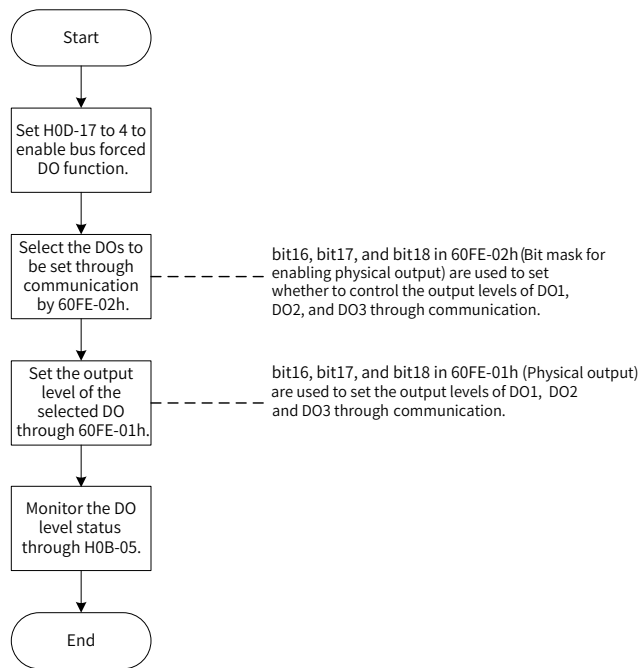 Start
Set H0D-17 to 4 to
enable bus forced
DO function.
Select the DOs to
be set through
communication
by 60FE-02h.
bit16, bit17, and bit18 in 60FE-02h(Bit mask for
enabling physical output) are used to set
whether to control the output levels of DO1,
DO2, and DO3 through communication.
Set the output
level of the
selected DO
through 60FE-01h.
bit16, bit17, and bit18 in 60FE-01h (Physical output)
are used to set the output levels of DO1, DO2
and DO3 through communication.
Monitor the DO
level status
through H0B-05.
End